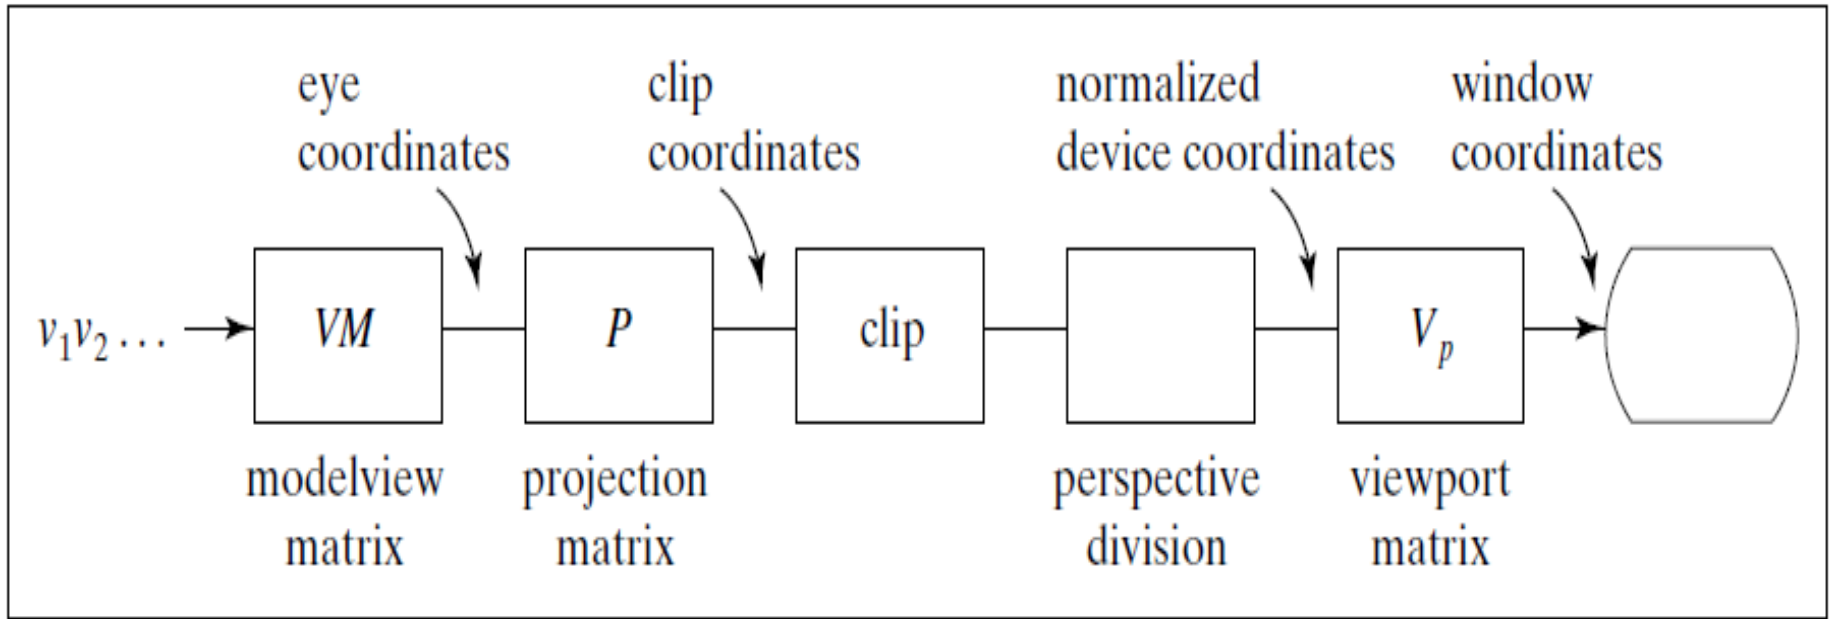 eye
coordinates
clip
coordinates
normalized
device coordinates
window
coordinates
v₁v₂ ...
VM
P
clip
Vₚ
modelview
matrix
projection
matrix
perspective
division
viewport
matrix